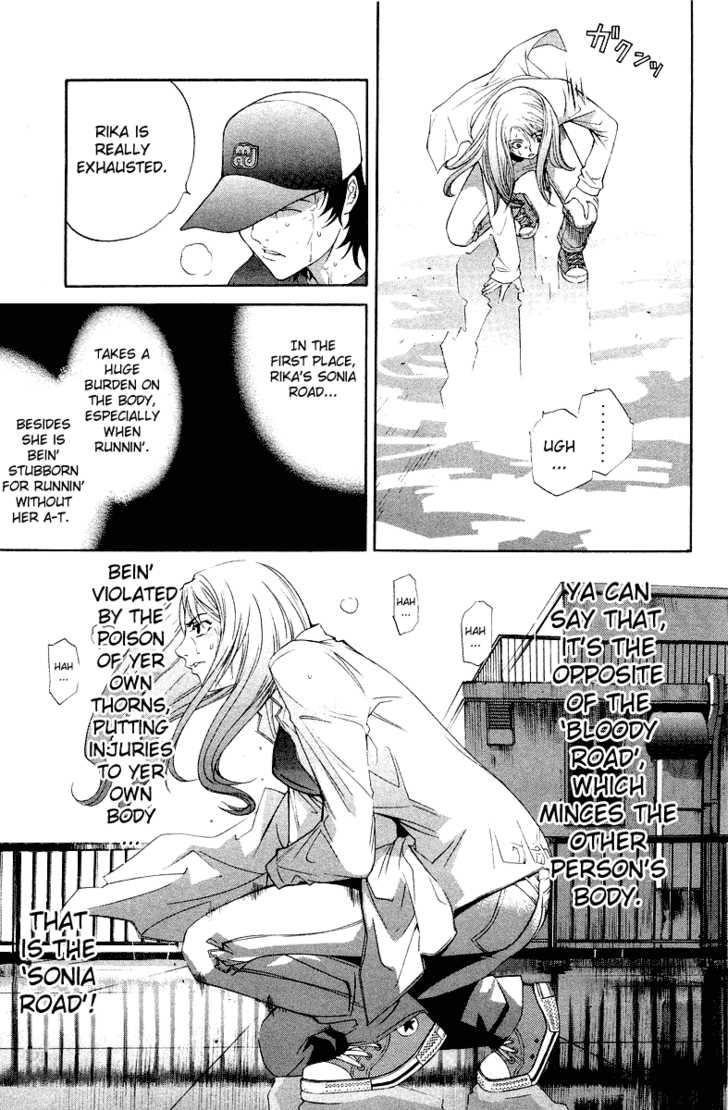 ガクンッ
……
UGH
...
RIKA IS
REALLY
EXHAUSTED.
IN THE
FIRST PLACE,
RIKA'S SONIA
ROAD...
TAKES A
HUGE
BURDEN ON
THE BODY,
ESPECIALLY
WHEN
RUNNIN'.
BESIDES
SHE IS
BEIN'
STUBBORN
FOR RUNNIN'
WITHOUT
HER A-T.
YA CAN
SAY THAT,
IT'S THE
OPPOSITE
OF THE
'BLOODY
ROAD',
WHICH
MINCES THE
OTHER
PERSON'S
BODY.
HAH
...
HAH
...
BEIN'
VIOLATED
BY THE
POISON
OF YER
OWN
THORNS,
PUTTING
INJURIES
TO YER
OWN
BODY
HAH
...
THAT
IS THE
'SONIA
ROAD'!